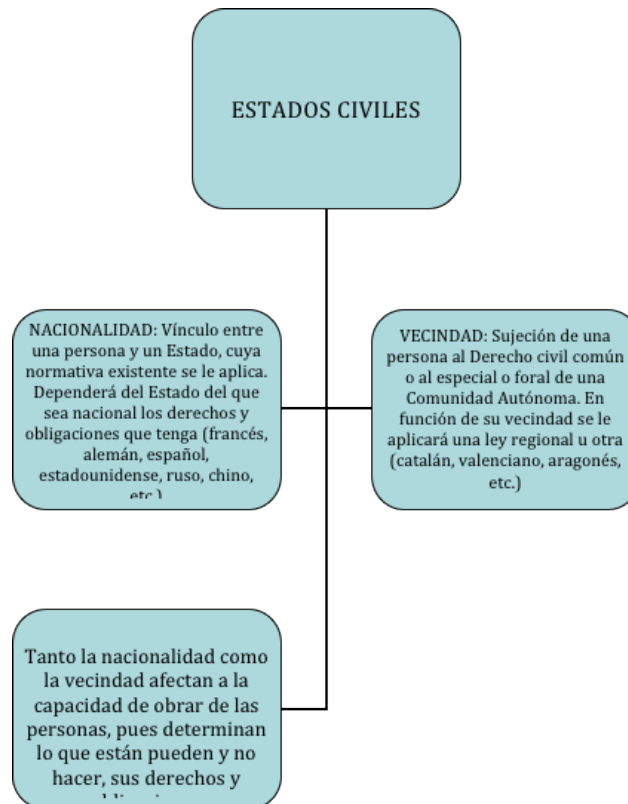 ESTADOS CIVILES
NACIONALIDAD: Vínculo entre
una persona y un Estado, cuya
normativa existente se le aplica.
Dependerá del Estado del que
sea nacional los derechos y
obligaciones que tenga (francés,
alemán, español,
estadounidense, ruso, chino,
etc.)
VECINDAD: Sujeción de una
persona al Derecho civil común
o al especial o foral de una
Comunidad Autónoma. En
función de su vecindad se le
aplicará una ley regional u otra
(catalán, valenciano, aragonés,
etc.)
Tanto la nacionalidad como
la vecindad afectan a la
capacidad de obrar de las
personas, pues determinan
lo que están pueden y no
hacer, sus derechos y